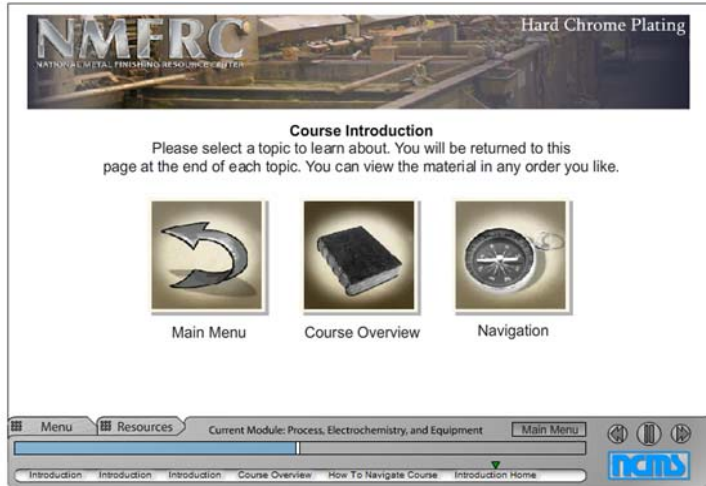 NMFRC
NATIONAL METAL FINISHING RESOURCE CENTER
Hard Chrome Plating
Course Introduction
Please select a topic to learn about. You will be returned to this
page at the end of each topic. You can view the material in any order you like.
Main Menu
Course Overview
Navigation
Menu
Resources
Current Module: Process, Electrochemistry, and Equipment
Main Menu
Introduction
Introduction
Introduction
Course Overview
How To Navigate Course
Introduction Home
ncms